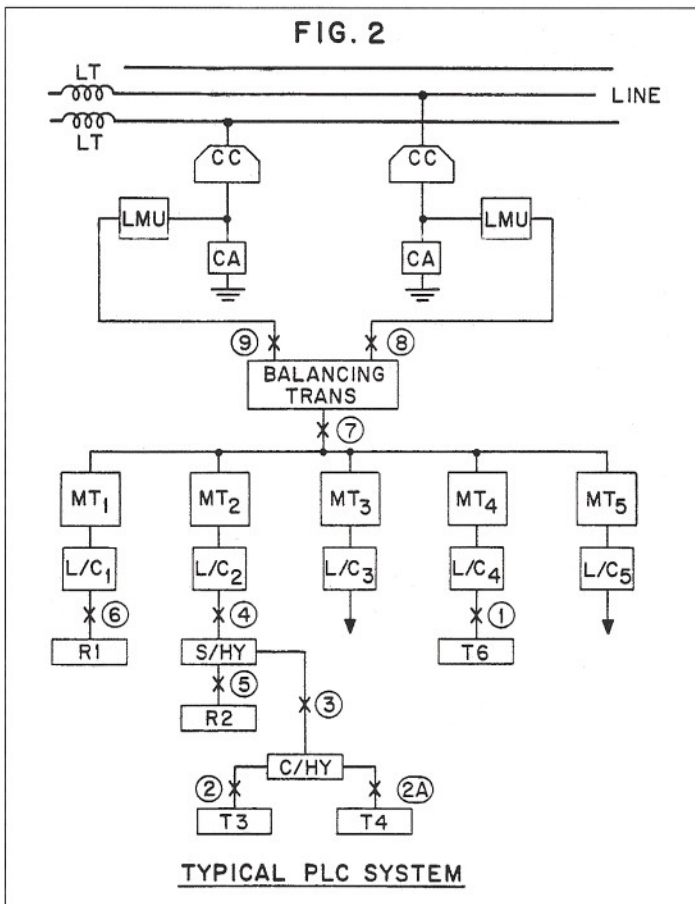 FIG. 2
LT
LINE
LT
CC CC
LMU LMU
CA CA
9 8
BALANCING
TRANS
7
MT1 MT2 MT3 MT4 MT5
L/C1 L/C2 L/C3 L/C4 L/C5
6 4 1
R1 S/HY T6
5 3
R2
C/HY
2 2A
T3 T4
TYPICAL PLC SYSTEM